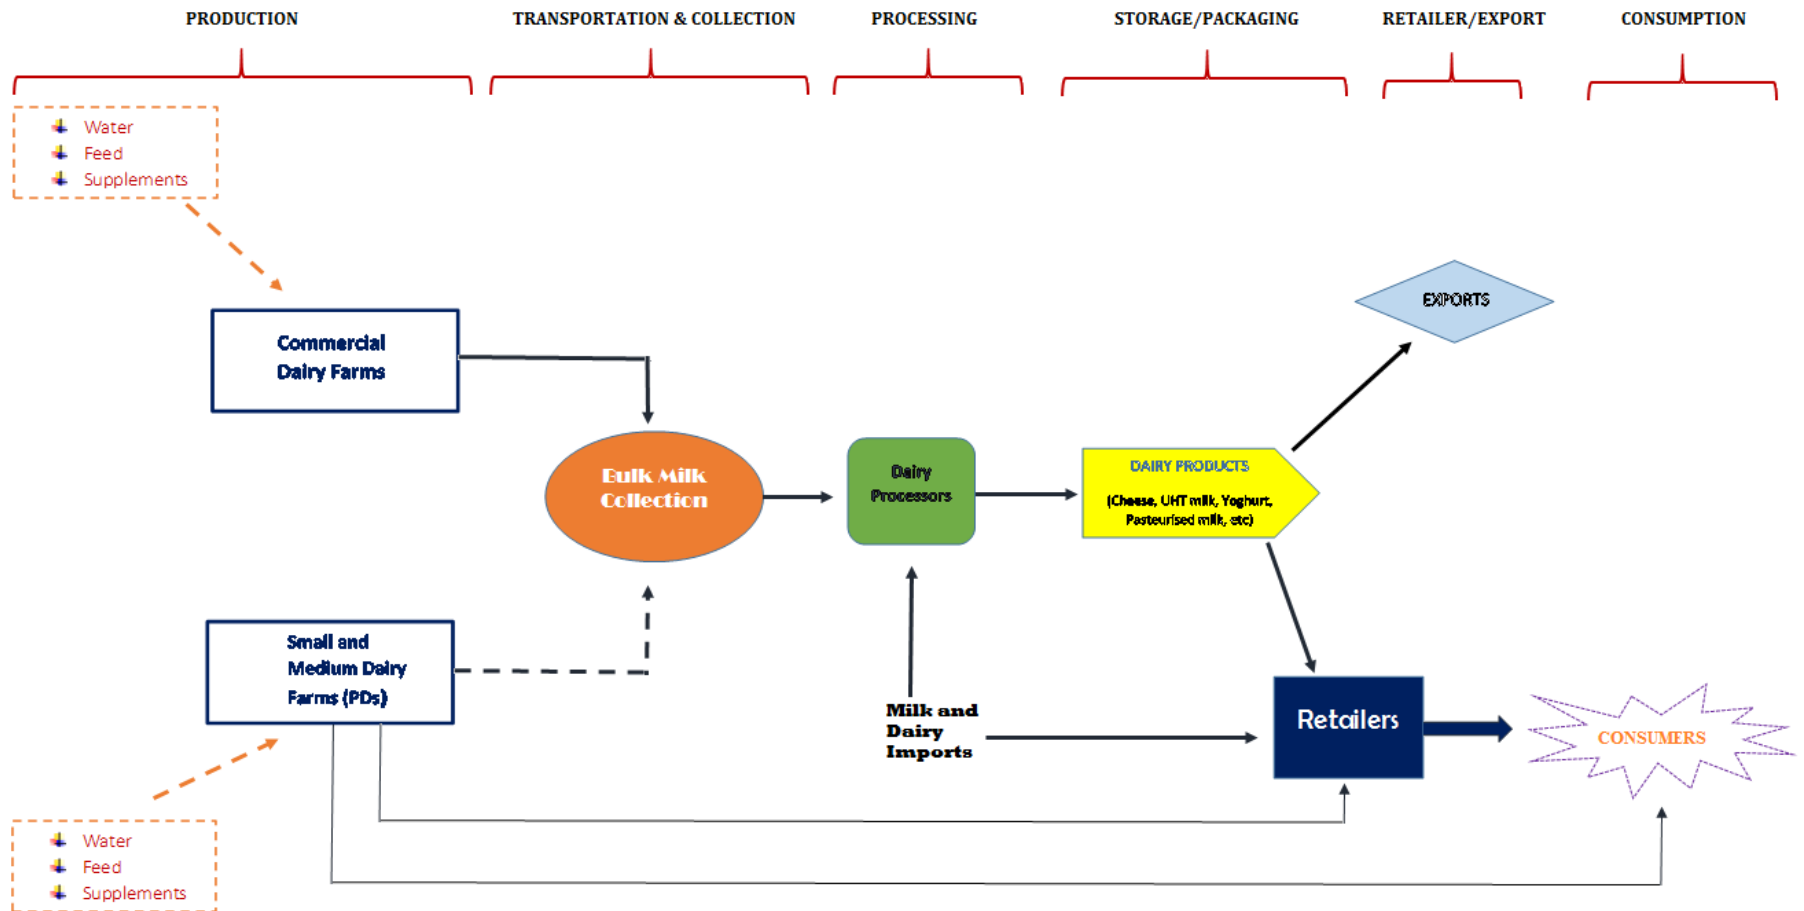 PRODUCTION
TRANSPORTATION & COLLECTION
PROCESSING
STORAGE/PACKAGING
RETAILER/EXPORT
CONSUMPTION
Water
Feed
Supplements
Commercial
Dairy Farms
EXPORTS
Bulk Milk
Collection
Dairy
Processors
DAIRY PRODUCTS
(Cheese, UHT milk, Yoghurt,
Pasteurised milk, etc)
Small and
Medium Dairy
Farms (PDs)
Milk and
Dairy
Imports
Retailers
CONSUMERS
Water
Feed
Supplements